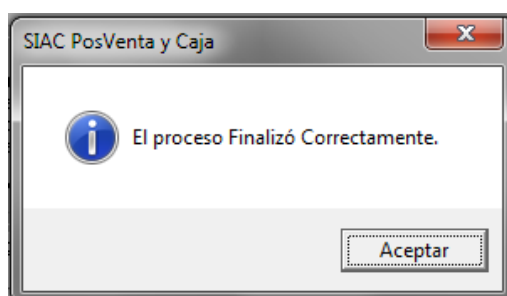 SIAC PosVenta y Caja
El proceso Finalizó Correctamente.
Aceptar